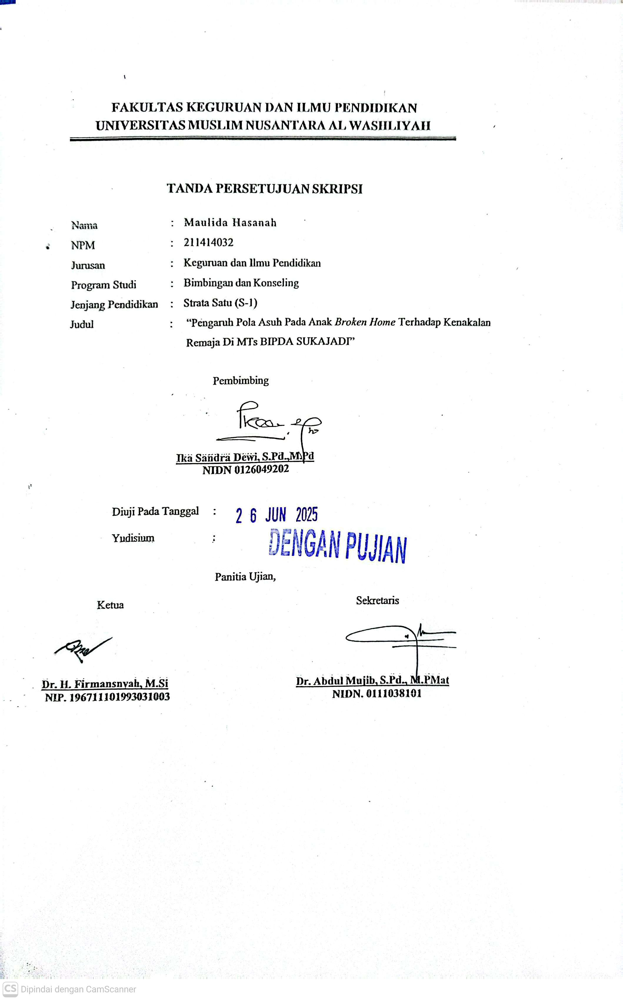 FAKULTAS KEGURUAN DAN ILMU PENDIDIKAN
UNIVERSITAS MUSLIM NUSANTARA AL WASHLIYAH
TANDA PERSETUJUAN SKRIPSI
Nama : Maulida Hasanah
NPM : 211414032
Jurusan : Keguruan dan Ilmu Pendidikan
Program Studi : Bimbingan dan Konseling
Jenjang Pendidikan : Strata Satu (S-1)
Judul : “Pengaruh Pola Asuh Pada Anak Broken Home Terhadap Kenakalan
Remaja Di MTs BIPDA SUKAJADI”
Pembimbing
Ika Sandra Dewi, S.Pd.,M.Pd
NIDN 0126049202
Diuji Pada Tanggal : 26 JUN 2025
Yudisium : DENGAN PUJIAN
Panitia Ujian,
Ketua Sekretaris
Dr. H. Firmansnyah, M.Si Dr. Abdul Mujib, S.Pd., M.PMat
NIP. 196711101993031003 NIDN. 0111038101
CS Dipindai dengan CamScanner